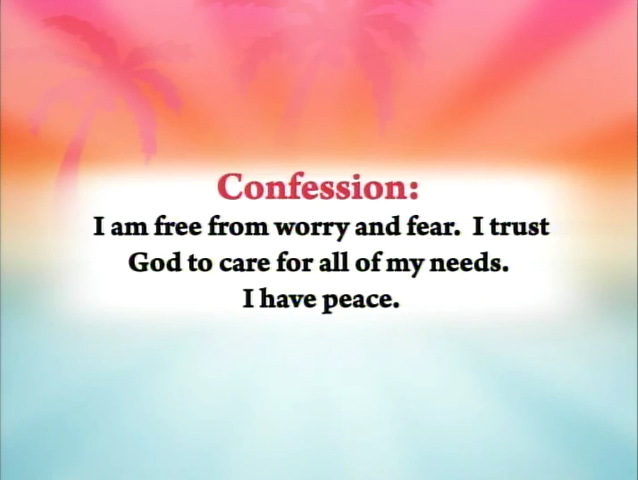 Confession:
I am free from worry and fear.  I trust
God to care for all of my needs.
I have peace.